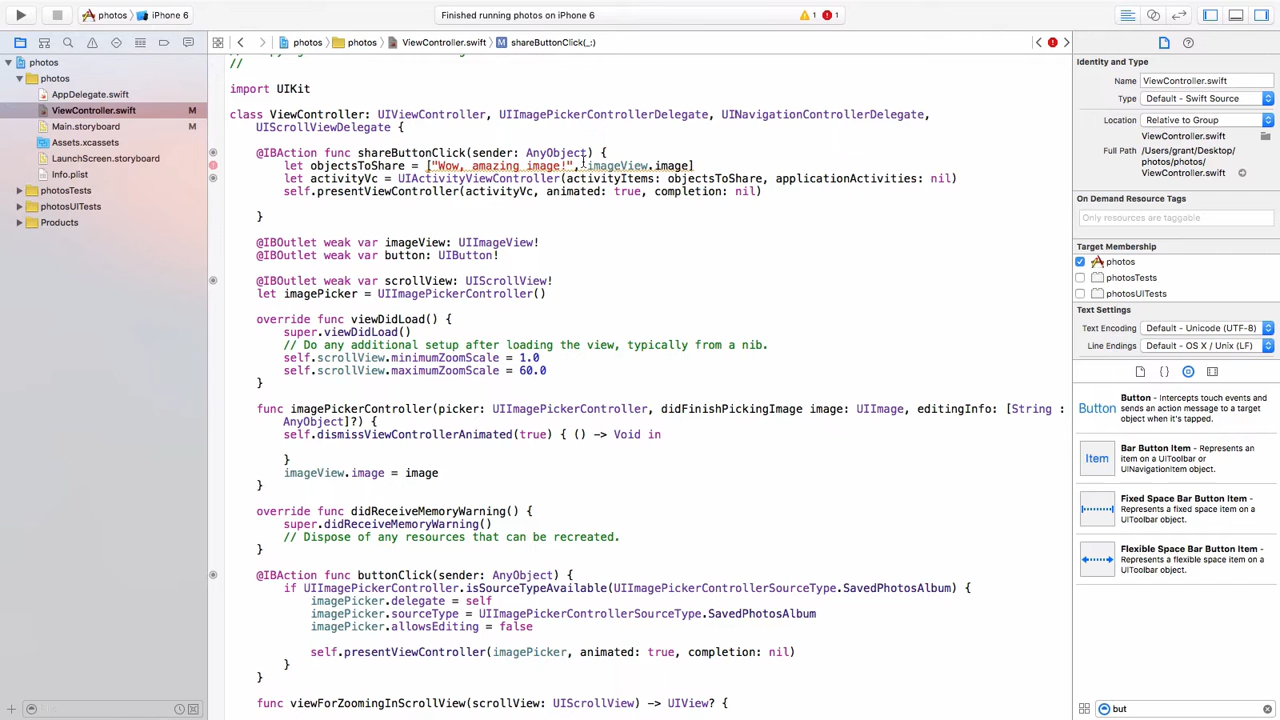 photos
iPhone 6
Finished running photos on iPhone 6
1
1
photos
photos
ViewController.swift
shareButtonClick(_:)
photos
photos
AppDelegate.swift
ViewController.swift M
Main.storyboard M
Assets.xcassets
LaunchScreen.storyboard
Info.plist
photosTests
photosUITests
Products
//
import UIKit
class ViewController: UIViewController, UIImagePickerControllerDelegate, UINavigationControllerDelegate,
UIScrollViewDelegate {
@IBAction func shareButtonClick(sender: AnyObject) {
let objectsToShare = ["Wow, amazing image!", imageView.image]
let activityVc = UIActivityViewController(activityItems: objectsToShare, applicationActivities: nil)
self.presentViewController(activityVc, animated: true, completion: nil)
}
@IBOutlet weak var imageView: UIImageView!
@IBOutlet weak var button: UIButton!
@IBOutlet weak var scrollView: UIScrollView!
let imagePicker = UIImagePickerController()
override func viewDidLoad() {
super.viewDidLoad()
// Do any additional setup after loading the view, typically from a nib.
self.scrollView.minimumZoomScale = 1.0
self.scrollView.maximumZoomScale = 60.0
}
func imagePickerController(picker: UIImagePickerController, didFinishPickingImage image: UIImage, editingInfo: [String :
AnyObject]?) {
self.dismissViewControllerAnimated(true) { () -> Void in
}
imageView.image = image
}
override func didReceiveMemoryWarning() {
super.didReceiveMemoryWarning()
// Dispose of any resources that can be recreated.
}
@IBAction func buttonClick(sender: AnyObject) {
if UIImagePickerController.isSourceTypeAvailable(UIImagePickerControllerSourceType.SavedPhotosAlbum) {
imagePicker.delegate = self
imagePicker.sourceType = UIImagePickerControllerSourceType.SavedPhotosAlbum
imagePicker.allowsEditing = false
self.presentViewController(imagePicker, animated: true, completion: nil)
}
}
func viewForZoomingInScrollView(scrollView: UIScrollView) -> UIView? {
Identity and Type
Name ViewController.swift
Type Default - Swift Source
Location Relative to Group
ViewController.swift
Full Path /Users/grant/Desktop/
photos/photos/
ViewController.swift
On Demand Resource Tags
Only resources are taggable
Target Membership
photos
photosTests
photosUITests
Text Settings
Text Encoding Default - Unicode (UTF-8)
Line Endings Default - OS X / Unix (LF)
Button
Button - Intercepts touch events and
sends an action message to a target
object when it's tapped.
Item
Bar Button Item - Represents an
item on a UIToolbar or
UINavigationItem object.
Fixed Space Bar Button Item -
Represents a fixed space item on a
UIToolbar object.
Flexible Space Bar Button Item -
Represents a flexible space item on a
UIToolbar object.
but